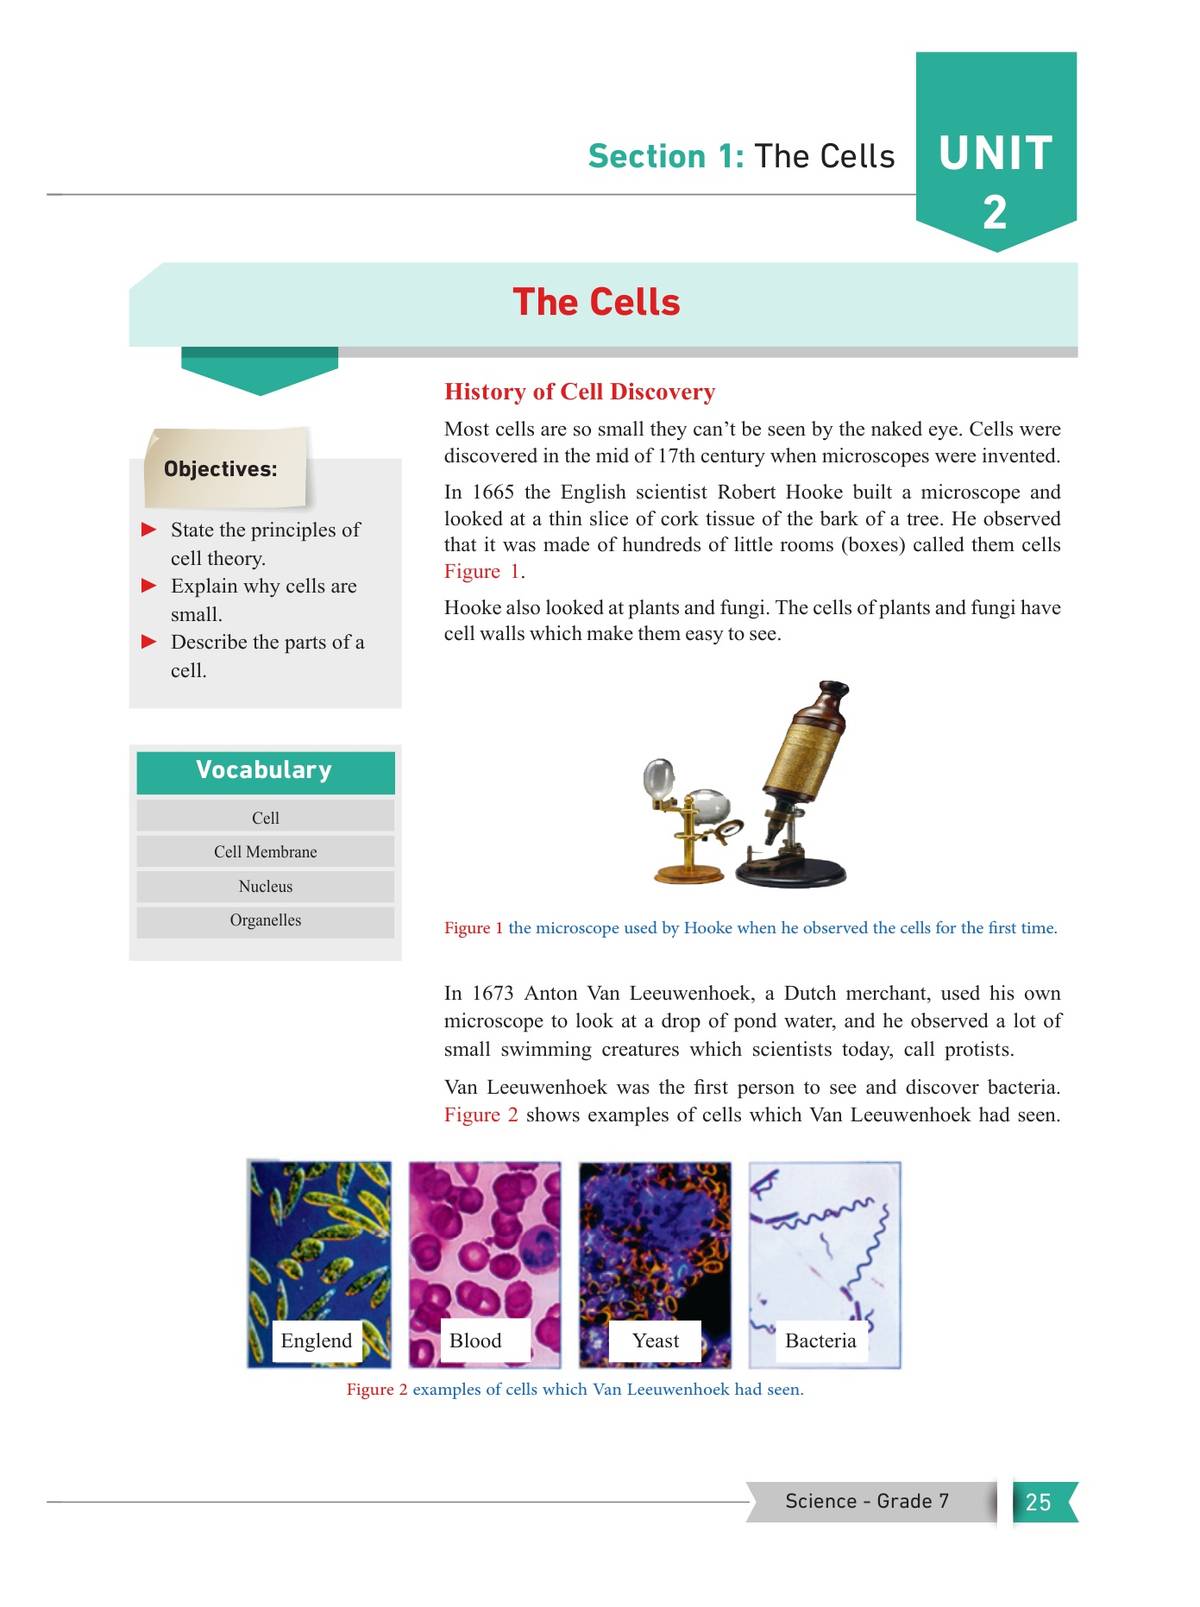 Section 1: The Cells
UNIT
2
The Cells
Objectives:
► State the principles of
cell theory.
► Explain why cells are
small.
► Describe the parts of a
cell.
Vocabulary
Cell
Cell Membrane
Nucleus
Organelles
History of Cell Discovery
Most cells are so small they can’t be seen by the naked eye. Cells were
discovered in the mid of 17th century when microscopes were invented.
In 1665 the English scientist Robert Hooke built a microscope and
looked at a thin slice of cork tissue of the bark of a tree. He observed
that it was made of hundreds of little rooms (boxes) called them cells
Figure 1.
Hooke also looked at plants and fungi. The cells of plants and fungi have
cell walls which make them easy to see.
Figure 1 the microscope used by Hooke when he observed the cells for the first time.
In 1673 Anton Van Leeuwenhoek, a Dutch merchant, used his own
microscope to look at a drop of pond water, and he observed a lot of
small swimming creatures which scientists today, call protists.
Van Leeuwenhoek was the first person to see and discover bacteria.
Figure 2 shows examples of cells which Van Leeuwenhoek had seen.
Englend
Blood
Yeast
Bacteria
Figure 2 examples of cells which Van Leeuwenhoek had seen.
Science - Grade 7
25